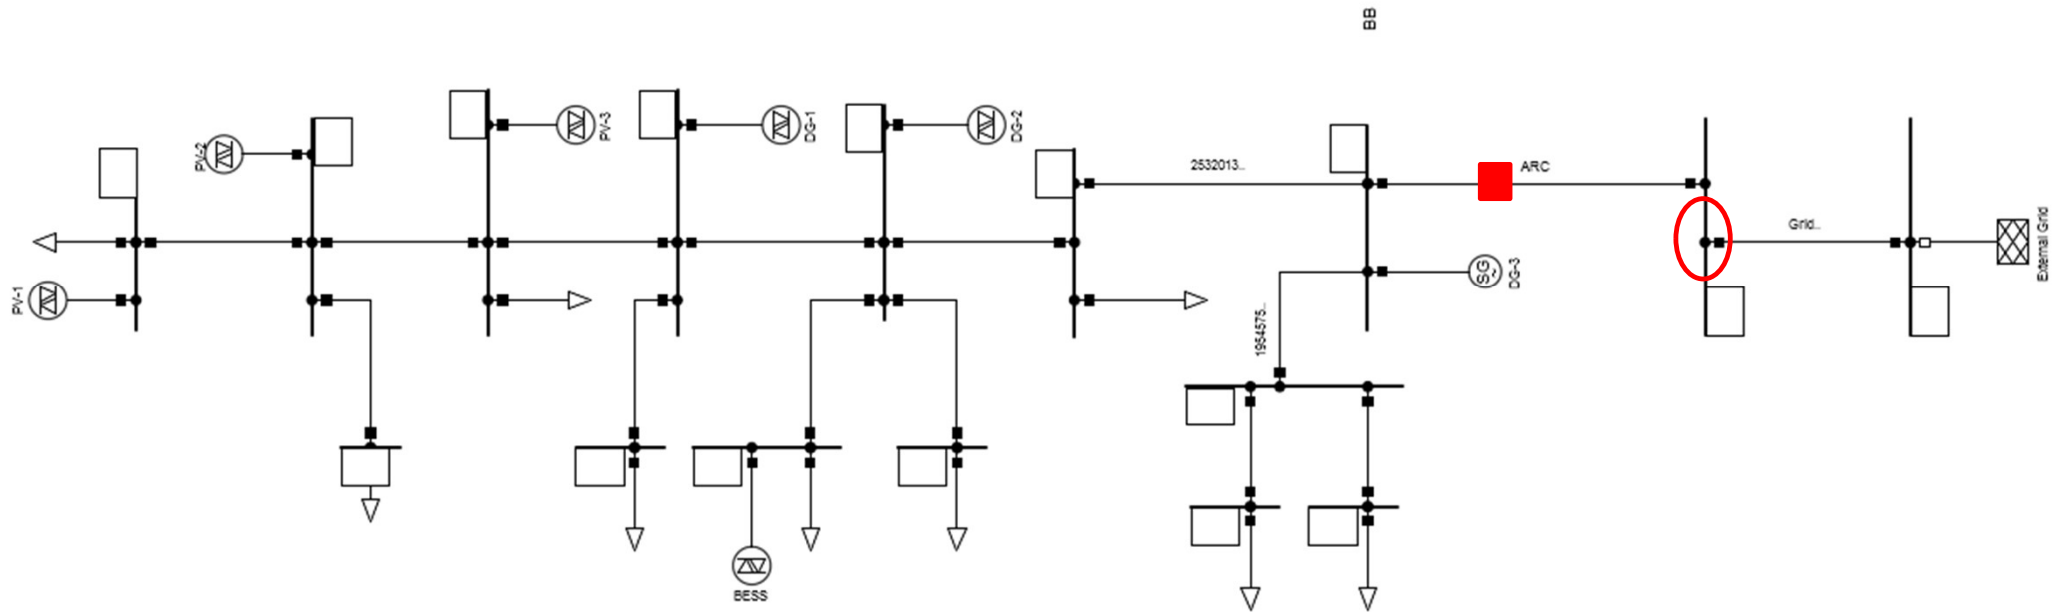 BB
PV-2
PV-3
DG-1
DG-2
2532013..
ARC
Grid..
External Grid
PV-1
SG
~
DG-3
1954575..
BESS